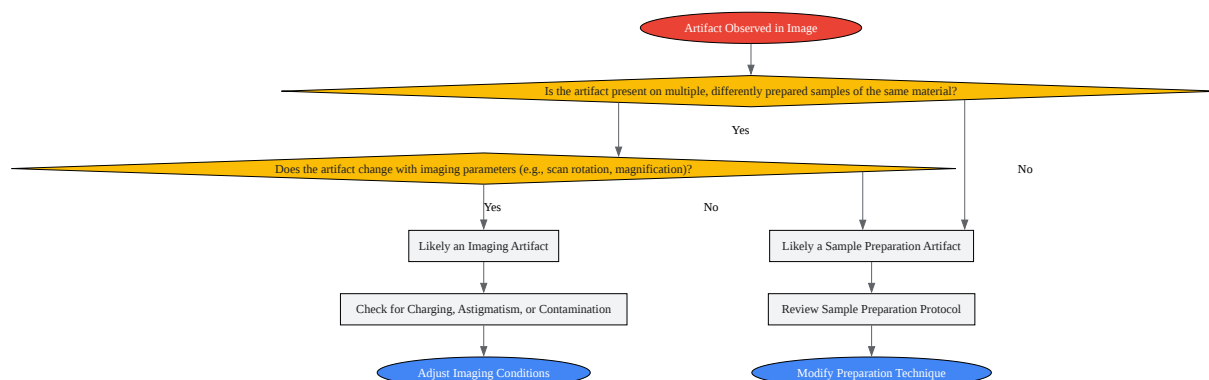 Artifact Observed in Image
Is the artifact present on multiple, differently prepared samples of the same material?
Yes
Does the artifact change with imaging parameters (e.g., scan rotation, magnification)?
No
Yes
No
Likely an Imaging Artifact
Likely a Sample Preparation Artifact
Check for Charging, Astigmatism, or Contamination
Review Sample Preparation Protocol
Adjust Imaging Conditions
Modify Preparation Technique